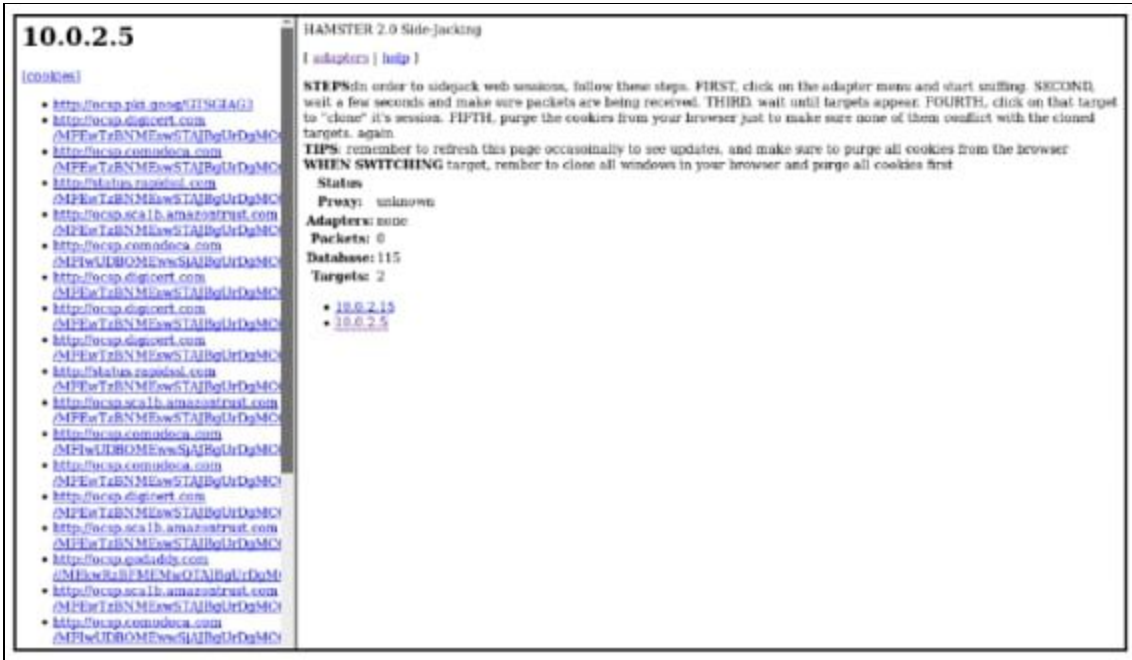 10.0.2.5
[cookies]
http://ocsp.pki.goog/GTSGIAG3
http://ocsp.digicert.com
/MFEwTzBNMEswSTAJBgUrDgMC
http://ocsp.comodoca.com
/MFEwTzBNMEswSTAJBgUrDgMC
http://status.rapidssl.com
/MFEwTzBNMEswSTAJBgUrDgMC
http://ocsp.sca1b.amazontrust.com
/MFEwTzBNMEswSTAJBgUrDgMC
http://ocsp.comodoca.com
/MFIwUDBOMEwwSjAJBgUrDgMC
http://ocsp.digicert.com
/MFEwTzBNMEswSTAJBgUrDgMC
http://ocsp.digicert.com
/MFEwTzBNMEswSTAJBgUrDgMC
http://ocsp.digicert.com
/MFEwTzBNMEswSTAJBgUrDgMC
http://status.rapidssl.com
/MFEwTzBNMEswSTAJBgUrDgMC
http://ocsp.sca1b.amazontrust.com
/MFEwTzBNMEswSTAJBgUrDgMC
http://ocsp.comodoca.com
/MFIwUDBOMEwwSjAJBgUrDgMC
http://ocsp.comodoca.com
/MFEwTzBNMEswSTAJBgUrDgMC
http://ocsp.digicert.com
/MFEwTzBNMEswSTAJBgUrDgMC
http://ocsp.sca1b.amazontrust.com
/MFEwTzBNMEswSTAJBgUrDgMC
http://ocsp.godaddy.com
//MEkwRzBFMEMwQTAJBgUrDgM
http://ocsp.sca1b.amazontrust.com
/MFEwTzBNMEswSTAJBgUrDgMC
http://ocsp.comodoca.com
/MFIwUDBOMEwwSjAJBgUrDgMC
HAMSTER 2.0 Side-Jacking
[ adapters | help ]
STEPS:In order to sidejack web sessions, follow these steps. FIRST, click on the adapter menu and start sniffing. SECOND,
wait a few seconds and make sure packets are being received. THIRD, wait until targets appear. FOURTH, click on that target
to "clone" it's session. FIFTH, purge the cookies from your browser just to make sure none of them conflict with the cloned
targets. again.
TIPS: remember to refresh this page occasoinally to see updates, and make sure to purge all cookies from the browser
WHEN SWITCHING target, rember to close all windows in your browser and purge all cookies first
Status
Proxy: unknown
Adapters: none
Packets: 0
Database: 115
Targets: 2
10.0.2.15
10.0.2.5